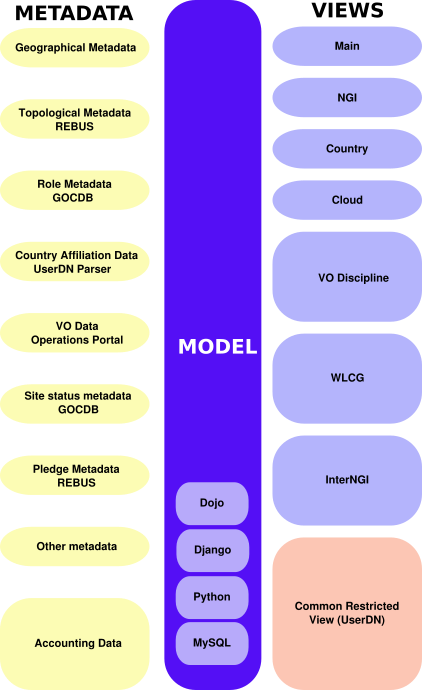 METADATA
Geographical Metadata
Topological Metadata
REBUS
Role Metadata
GOCDB
Country Affiliation Data
UserDN Parser
VO Data
Operations Portal
Site status metadata
GOCDB
Pledge Metadata
REBUS
Other metadata
Accounting Data
MODEL
Dojo
Django
Python
MySQL
VIEWS
Main
NGI
Country
Cloud
VO Discipline
WLCG
InterNGI
Common Restricted
View (UserDN)